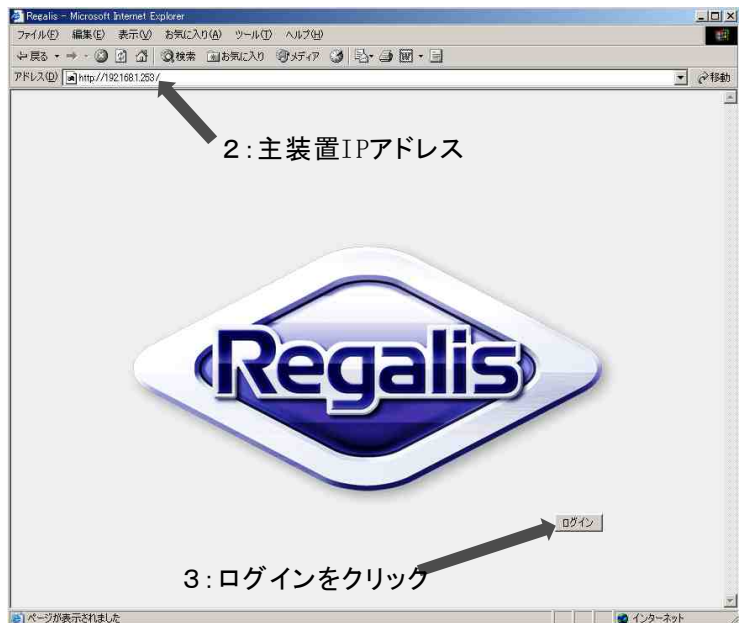 Regalis - Microsoft Internet Explorer
ファイル(F) 編集(E) 表示(V) お気に入り(A) ツール(T) ヘルプ(H)
戻る 検索 お気に入り メディア
アドレス(D) http://192.168.1.253/ 移動
2:主装置IPアドレス
Regalis
ログイン
3:ログインをクリック
ページが表示されました インターネット